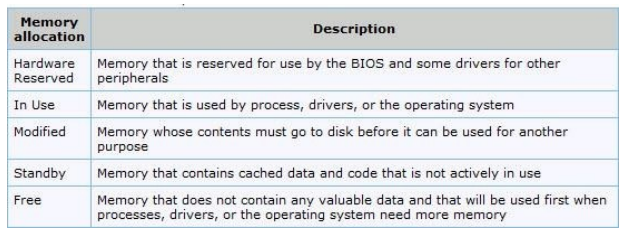 Memory allocation Description
Hardware Reserved Memory that is reserved for use by the BIOS and some drivers for other
peripherals
In Use Memory that is used by process, drivers, or the operating system
Modified Memory whose contents must go to disk before it can be used for another
purpose
Standby Memory that contains cached data and code that is not actively in use
Free Memory that does not contain any valuable data and that will be used first when
processes, drivers, or the operating system need more memory